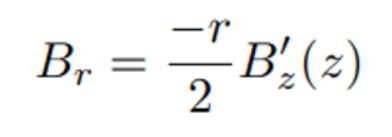 B_r = \frac{-r}{2} B'_z(z)